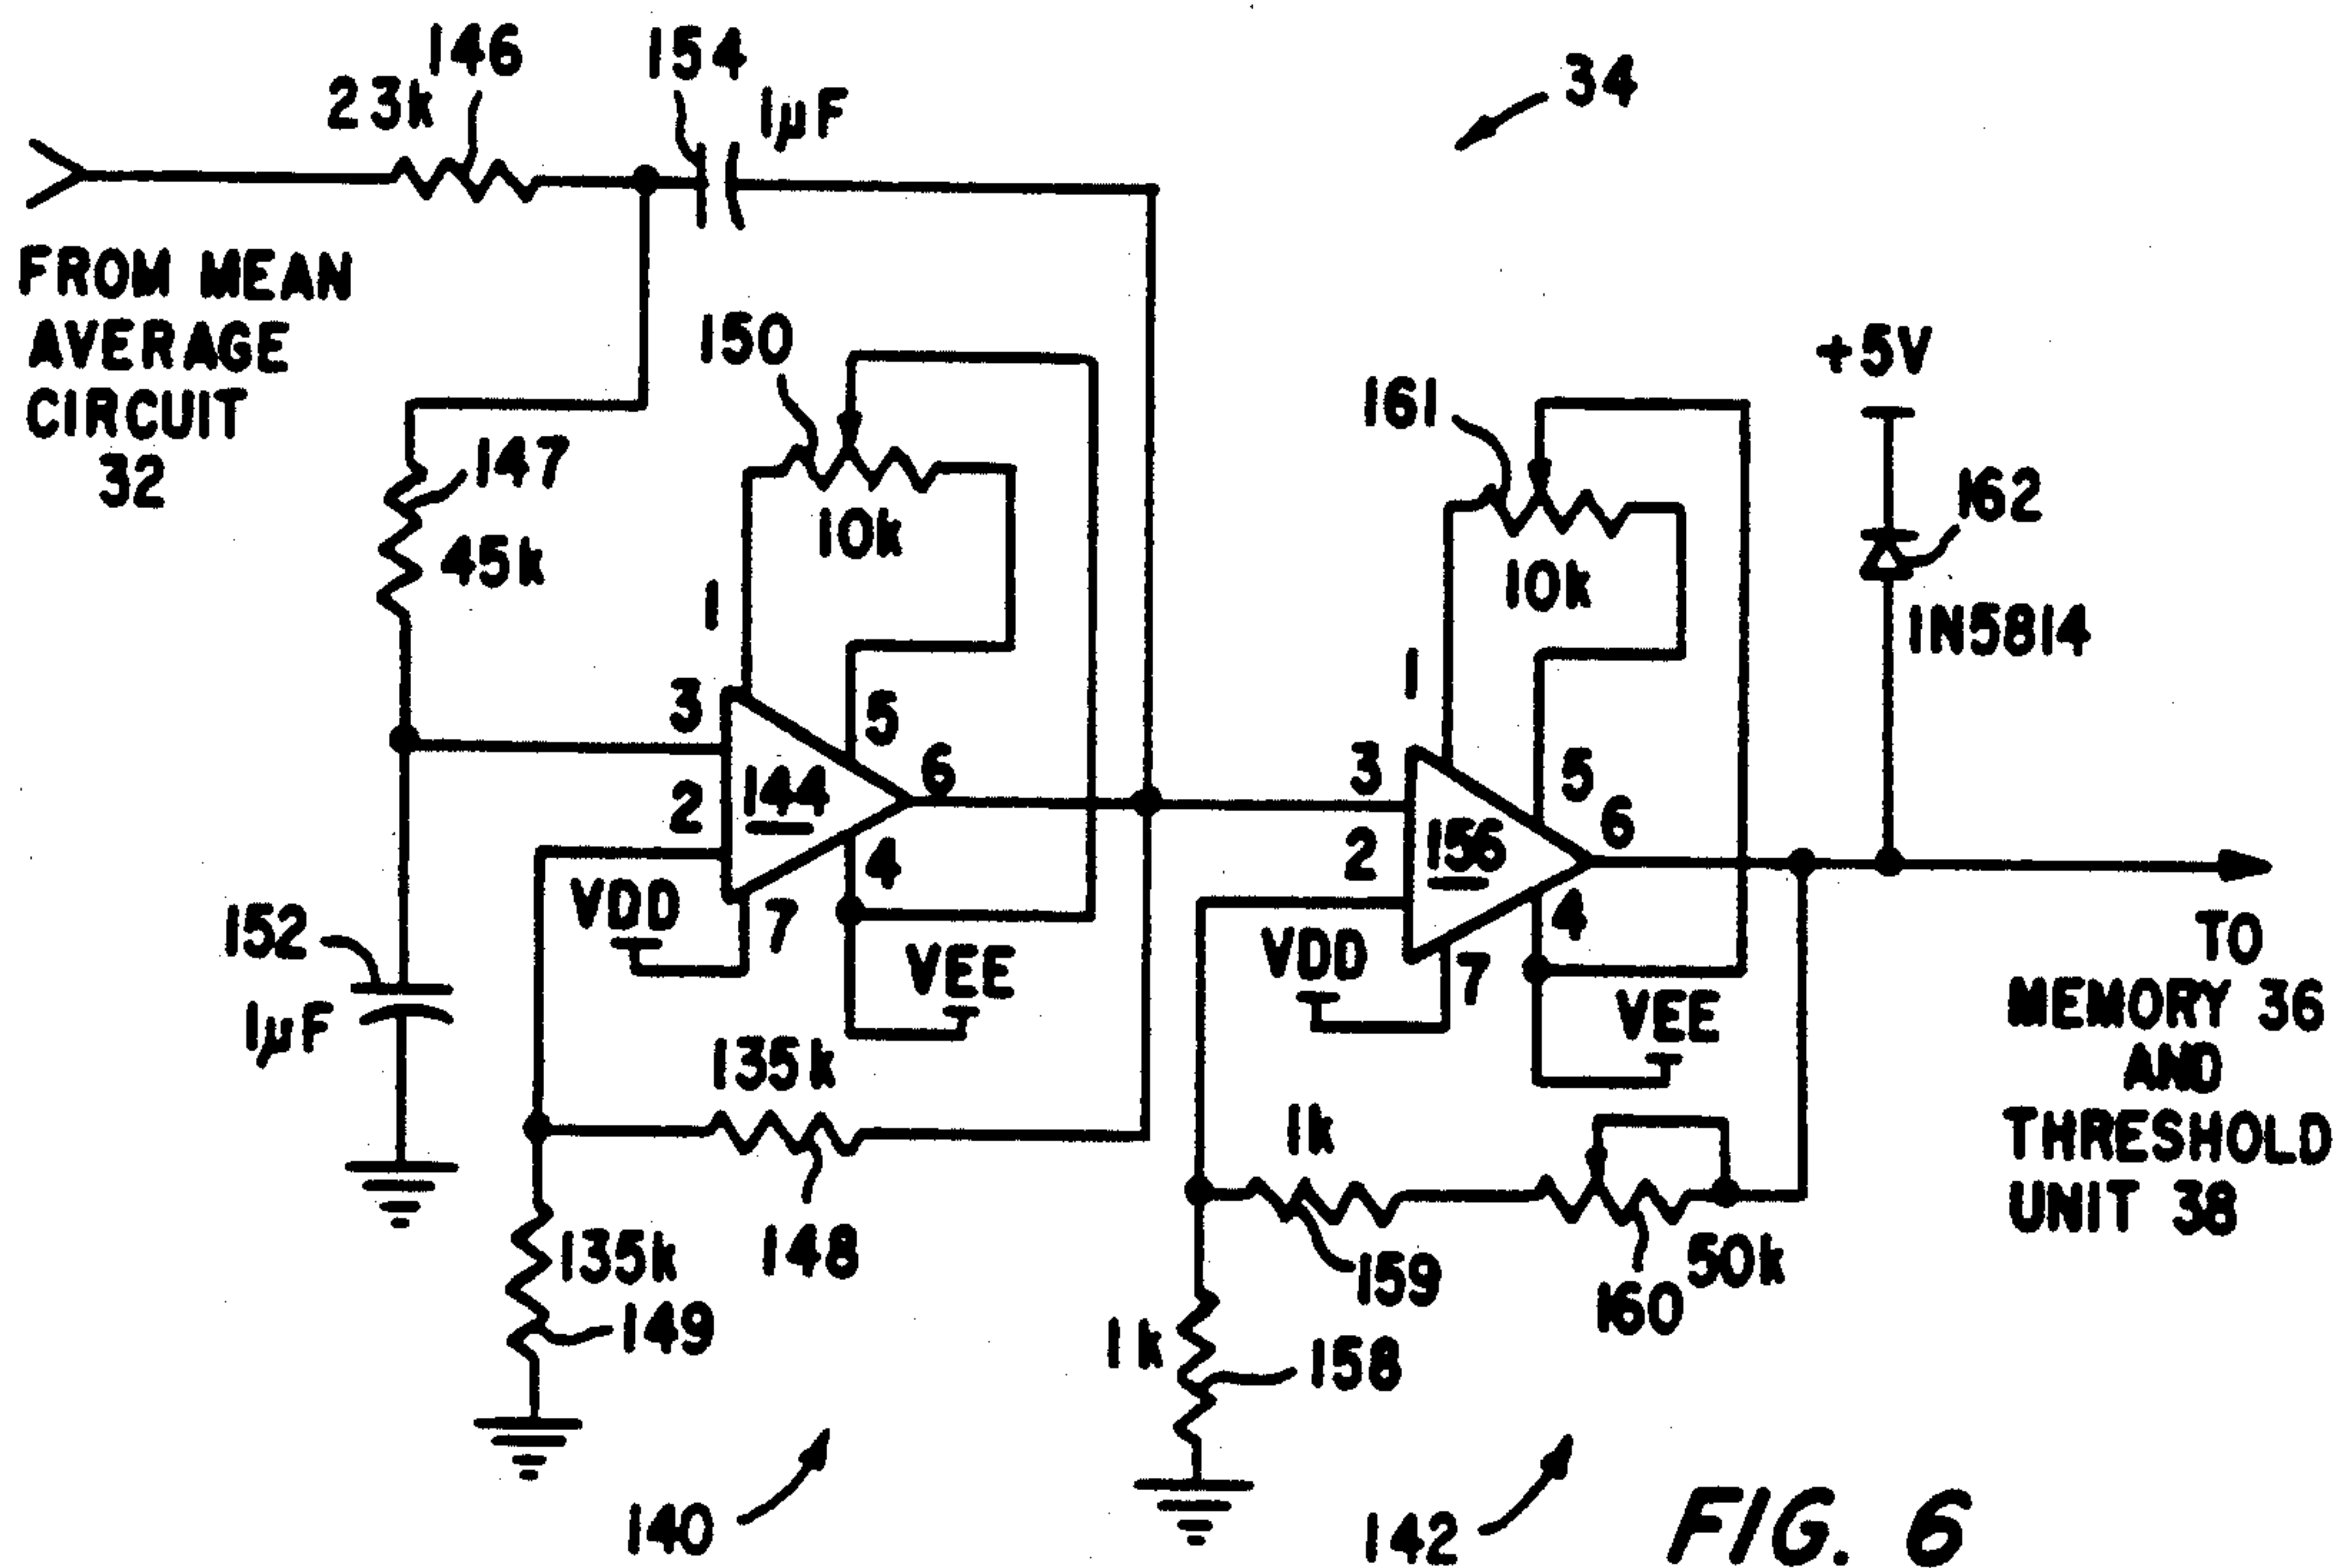 146
154
23k
1µF
34
FROM MEAN
AVERAGE
CIRCUIT
32
150
+5V
161
147
162
10k
45k
10k
1N5814
1
1
3
5
144
6
2
3
5
156
6
2
4
VDD
7
152
VEE
4
VDD
7
TO
MEMORY 36
AND
THRESHOLD
UNIT 38
1µF
VEE
135k
1k
135k
148
159
50k
149
160
1k
158
140
142
FIG. 6